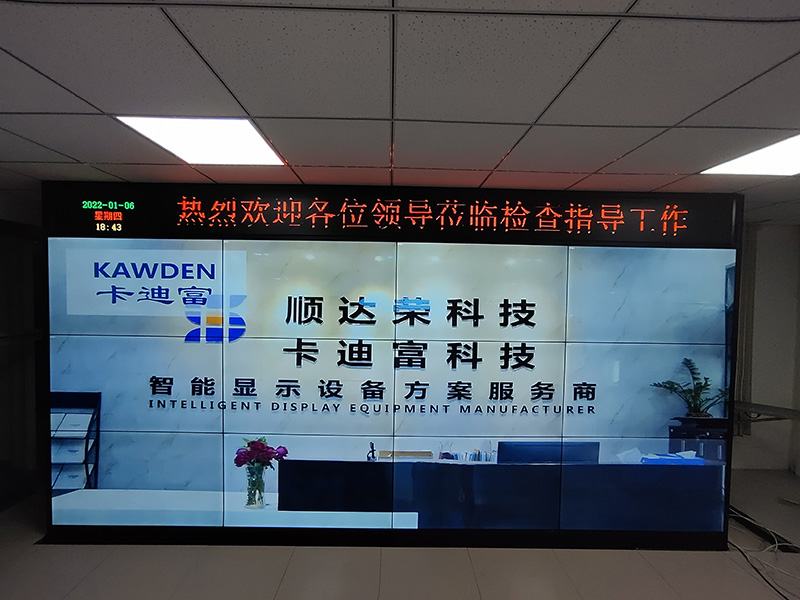 2022-01-06
星期四
18:43
热烈欢迎各位领导莅临检查指导工作
KAWDEN
卡迪富
顺达荣科技
卡迪富科技
智能显示设备方案服务商
INTELLIGENT DISPLAY EQUIPMENT MANUFACTURER